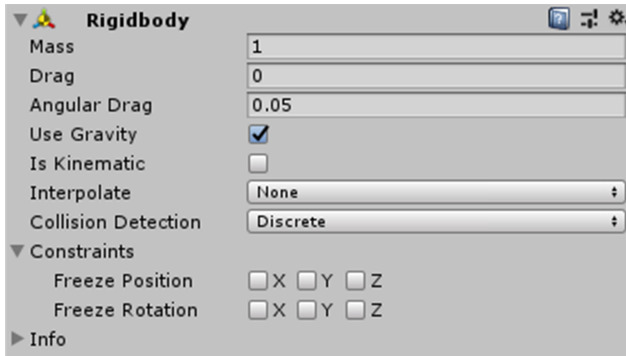 Rigidbody
Mass 1
Drag 0
Angular Drag 0.05
Use Gravity
Is Kinematic
Interpolate None
Collision Detection Discrete
Constraints
Freeze Position X Y Z
Freeze Rotation X Y Z
Info